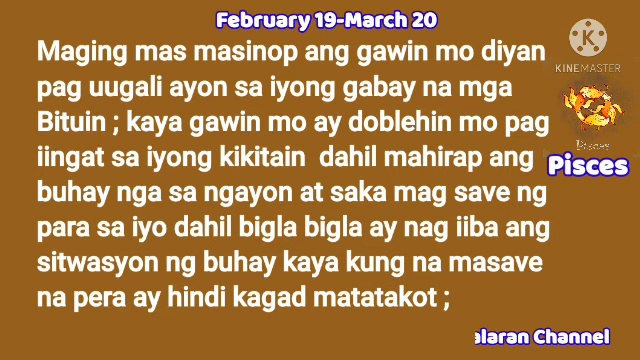 February 19-March 20
Maging mas masinop ang gawin mo diyan
pag uugali ayon sa iyong gabay na mga
Bituin ; kaya gawin mo ay doblehin mo pag
iingat sa iyong kikitain dahil mahirap ang
buhay nga sa ngayon at saka mag save ng
para sa iyo dahil bigla bigla ay nag iiba ang
sitwasyon ng buhay kaya kung na masave
na pera ay hindi kagad matatakot ;
K
KINEMASTER
Pisces
Pisces
alaran Channel